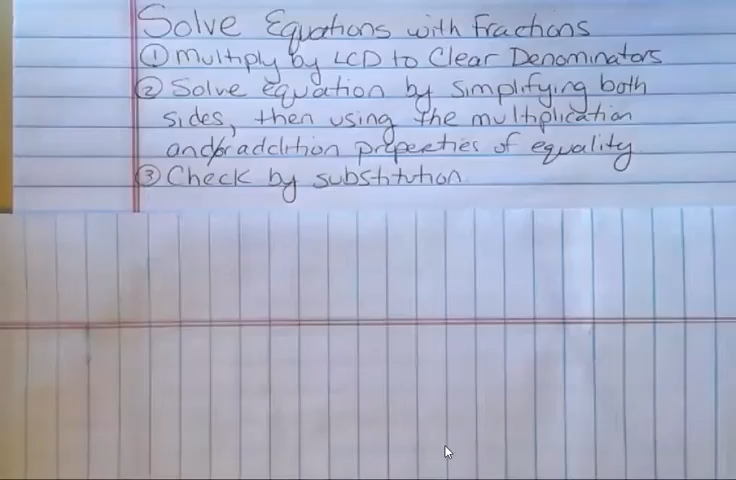 Solve Equations with Fractions
① Multiply by LCD to Clear Denominators
② Solve equation by simplifying both
sides, then using the multiplication
and/or addition properties of equality
③ Check by substitution